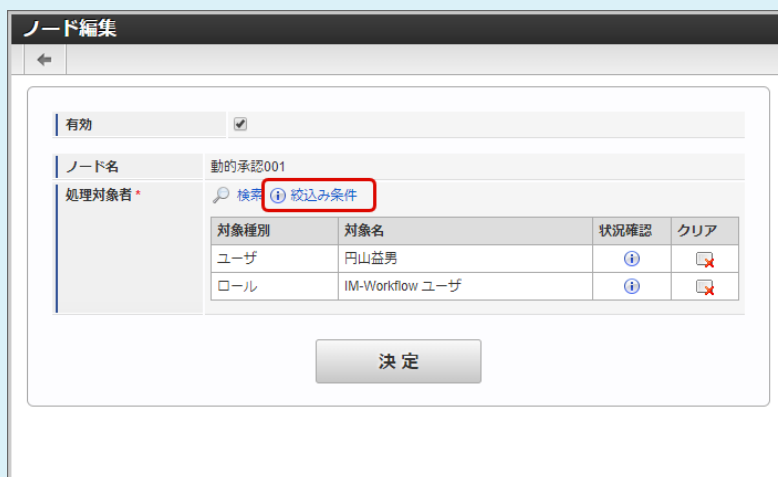 ノード編集
有効
ノード名 動的承認001
処理対象者* 検索 絞込み条件
対象種別 対象名 状況確認 クリア
ユーザ 円山益男
ロール IM-Workflow ユーザ
決定